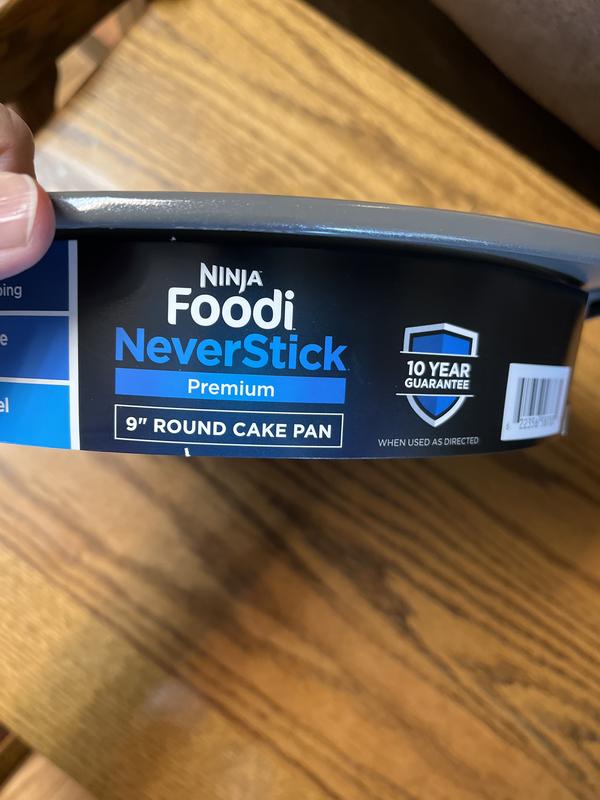 NINJA
Foodi
NeverStick
Premium
9" ROUND CAKE PAN
10 YEAR
GUARANTEE
WHEN USED AS DIRECTED